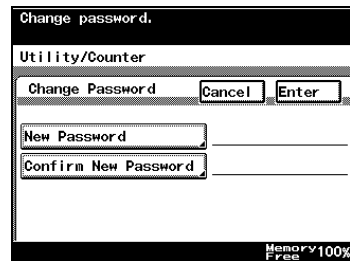 Change password.
Utility/Counter
Change Password Cancel Enter
New Password
Confirm New Password
Memory Free 100%